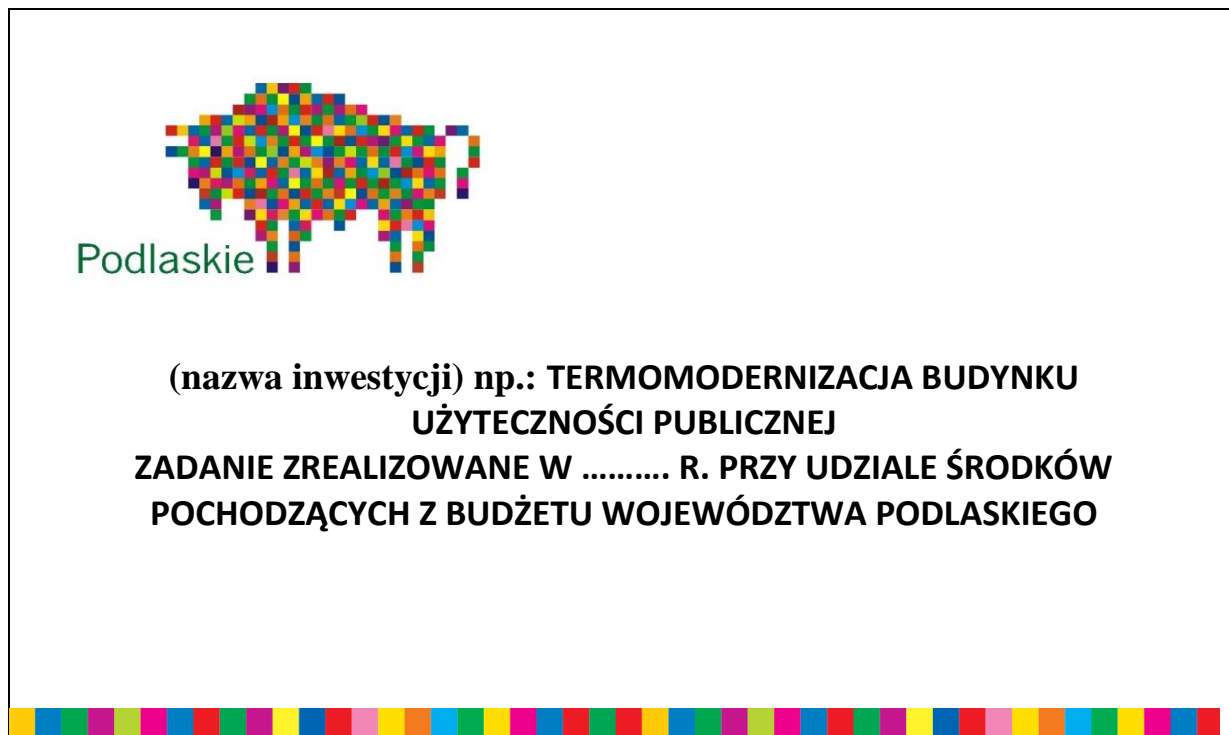 Podlaskie
(nazwa inwestycji) np.: TERMOMODERNIZACJA BUDYNKU
UŻYTECZNOŚCI PUBLICZNEJ
ZADANIE ZREALIZOWANE W .......... R. PRZY UDZIALE ŚRODKÓW
POCHODZĄCYCH Z BUDŻETU WOJEWÓDZTWA PODLASKIEGO